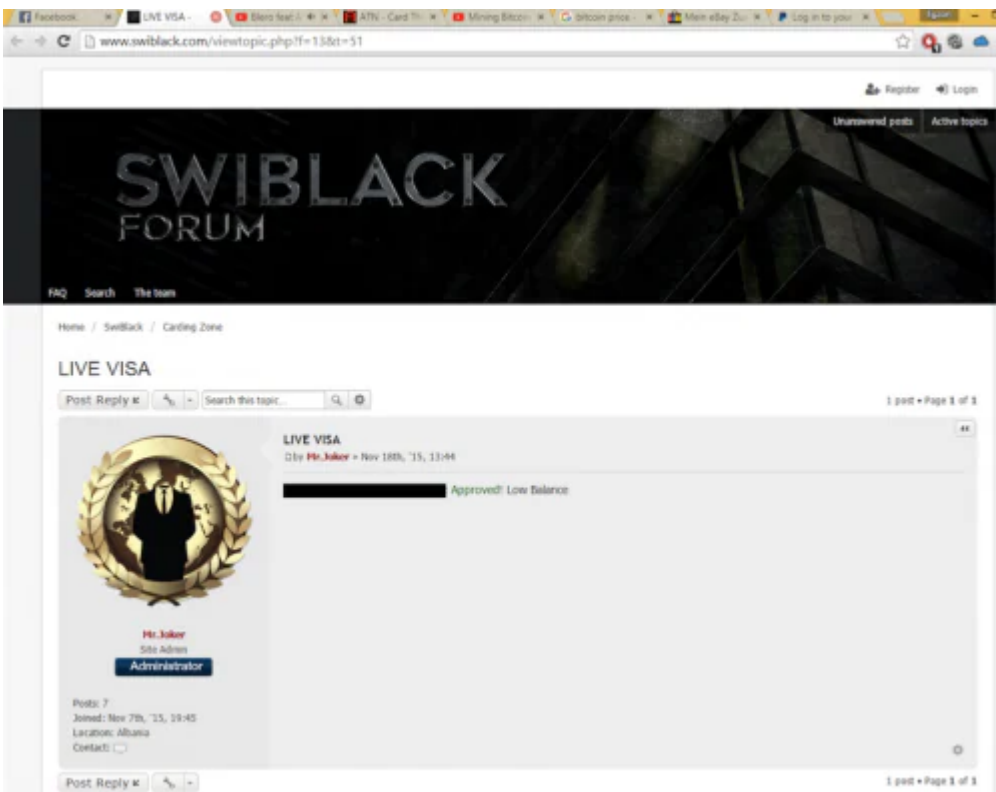 Facebook
LIVE VISA -
Blero feat
ATN - Card Th
Mining Bitcoin
bitcoin price -
Mein eBay Zu
Log in to your
www.swiblack.com/viewtopic.php?f=13&t=51
Register Login
Unanswered posts Active topics
SWIBLACK
FORUM
FAQ Search The team
Home / SwiBlack / Carding Zone
LIVE VISA
Post Reply Search this topic... 1 post • Page 1 of 1
LIVE VISA
by Mr.Joker » Nov 18th, '15, 13:44
Approved! Low Balance
Mr.Joker
Site Admin
Administrator
Posts: 7
Joined: Nov 7th, '15, 19:45
Location: Albania
Contact:
Post Reply 1 post • Page 1 of 1